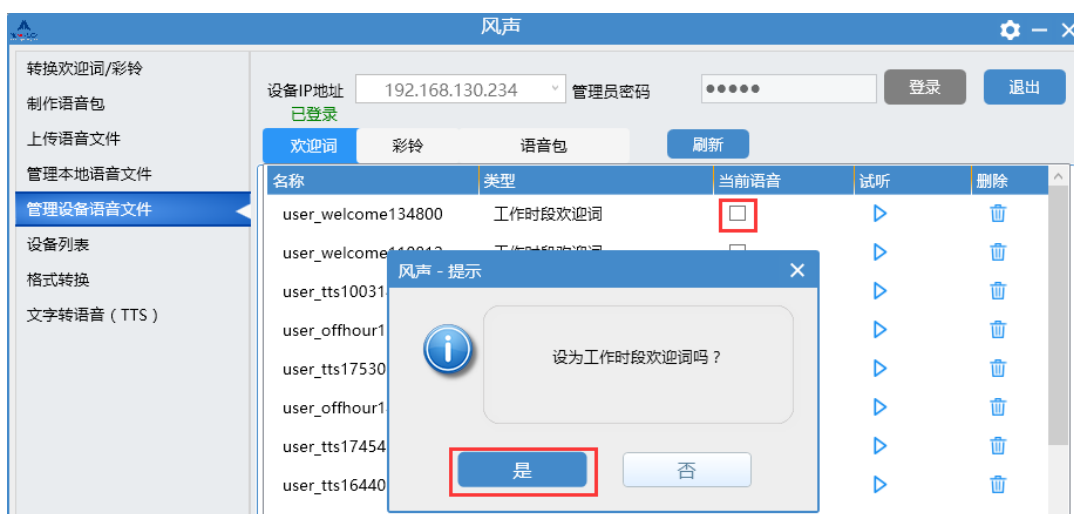 风声
转换欢迎词/彩铃
制作语音包
上传语音文件
管理本地语音文件
管理设备语音文件
设备列表
格式转换
文字转语音（TTS）
设备IP地址 192.168.130.234 管理员密码 ●●●●● 登录 退出
已登录
欢迎词 彩铃 语音包 刷新
名称 类型 当前语音 试听 删除
user_welcome134800 工作时段欢迎词
user_welcome
user_tts10031
user_offhour1
user_tts17530
user_offhour1
user_tts17454
user_tts16440
风声 - 提示
设为工作时段欢迎词吗？
是 否